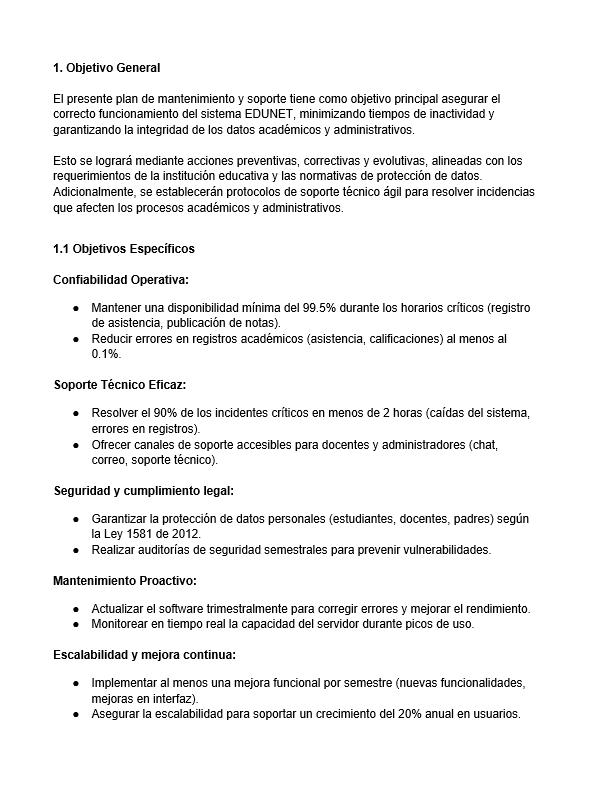 1. Objetivo General
El presente plan de mantenimiento y soporte tiene como objetivo principal asegurar el
correcto funcionamiento del sistema EDUNET, minimizando tiempos de inactividad y
garantizando la integridad de los datos académicos y administrativos.
Esto se logrará mediante acciones preventivas, correctivas y evolutivas, alineadas con los
requerimientos de la institución educativa y las normativas de protección de datos.
Adicionalmente, se establecerán protocolos de soporte técnico ágil para resolver incidencias
que afecten los procesos académicos y administrativos.
1.1 Objetivos Específicos
Confiabilidad Operativa:
● Mantener una disponibilidad mínima del 99.5% durante los horarios críticos (registro
de asistencia, publicación de notas).
● Reducir errores en registros académicos (asistencia, calificaciones) al menos al
0.1%.
Soporte Técnico Eficaz:
● Resolver el 90% de los incidentes críticos en menos de 2 horas (caídas del sistema,
errores en registros).
● Ofrecer canales de soporte accesibles para docentes y administradores (chat,
correo, soporte técnico).
Seguridad y cumplimiento legal:
● Garantizar la protección de datos personales (estudiantes, docentes, padres) según
la Ley 1581 de 2012.
● Realizar auditorías de seguridad semestrales para prevenir vulnerabilidades.
Mantenimiento Proactivo:
● Actualizar el software trimestralmente para corregir errores y mejorar el rendimiento.
● Monitorear en tiempo real la capacidad del servidor durante picos de uso.
Escalabilidad y mejora continua:
● Implementar al menos una mejora funcional por semestre (nuevas funcionalidades,
mejoras en interfaz).
● Asegurar la escalabilidad para soportar un crecimiento del 20% anual en usuarios.